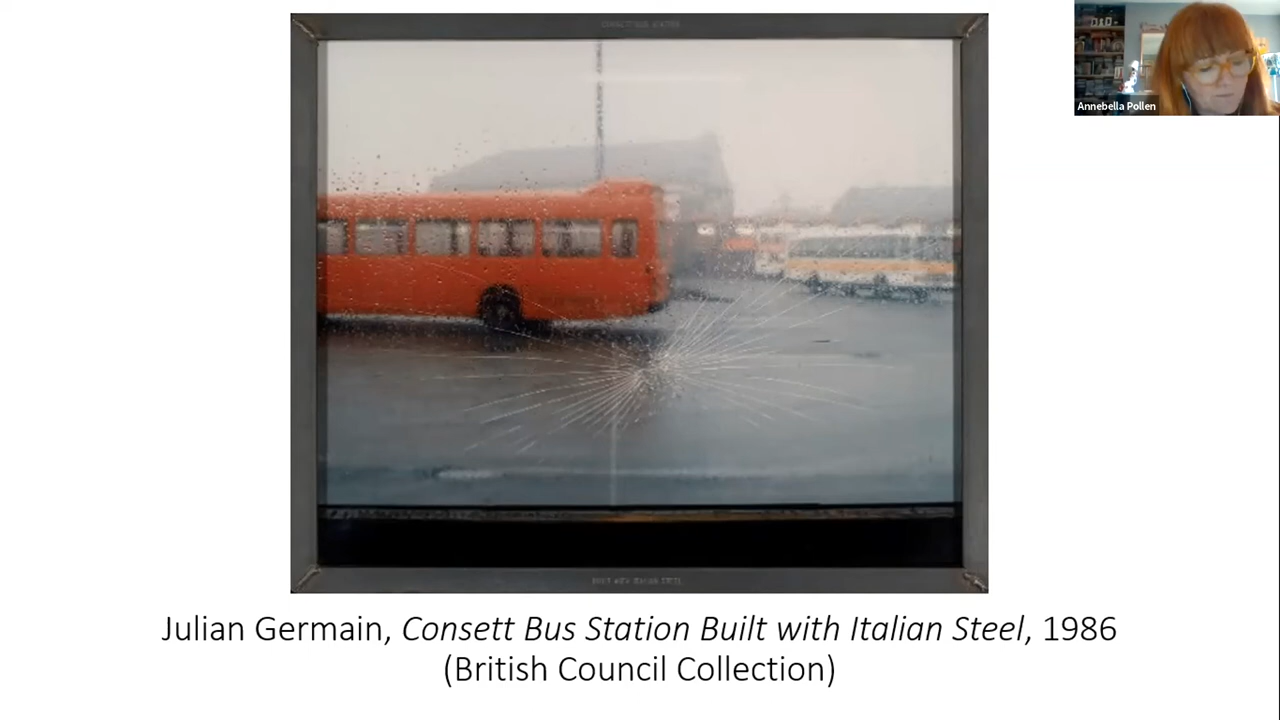 Annebella Pollen
Julian Germain, Consett Bus Station Built with Italian Steel, 1986
(British Council Collection)